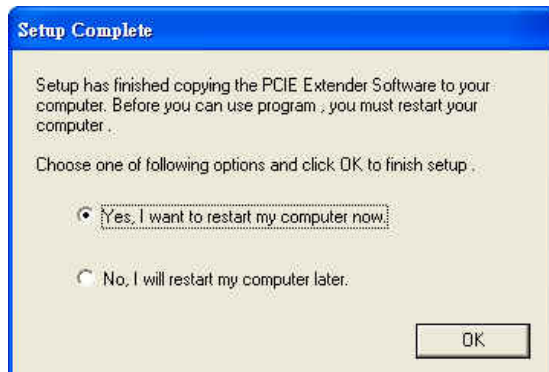 Setup Complete
Setup has finished copying the PCIE Extender Software to your
computer. Before you can use program , you must restart your
computer .
Choose one of following options and click OK to finish setup .
Yes, I want to restart my computer now.
No, I will restart my computer later.
OK